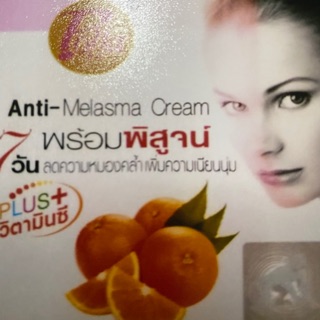 Anti-Melasma Cream
7 วัน พร้อมพิสูจน์
ลดความหมองคล้ำ เพิ่มความเนียนนุ่ม
PLUS+
วิตามินซี